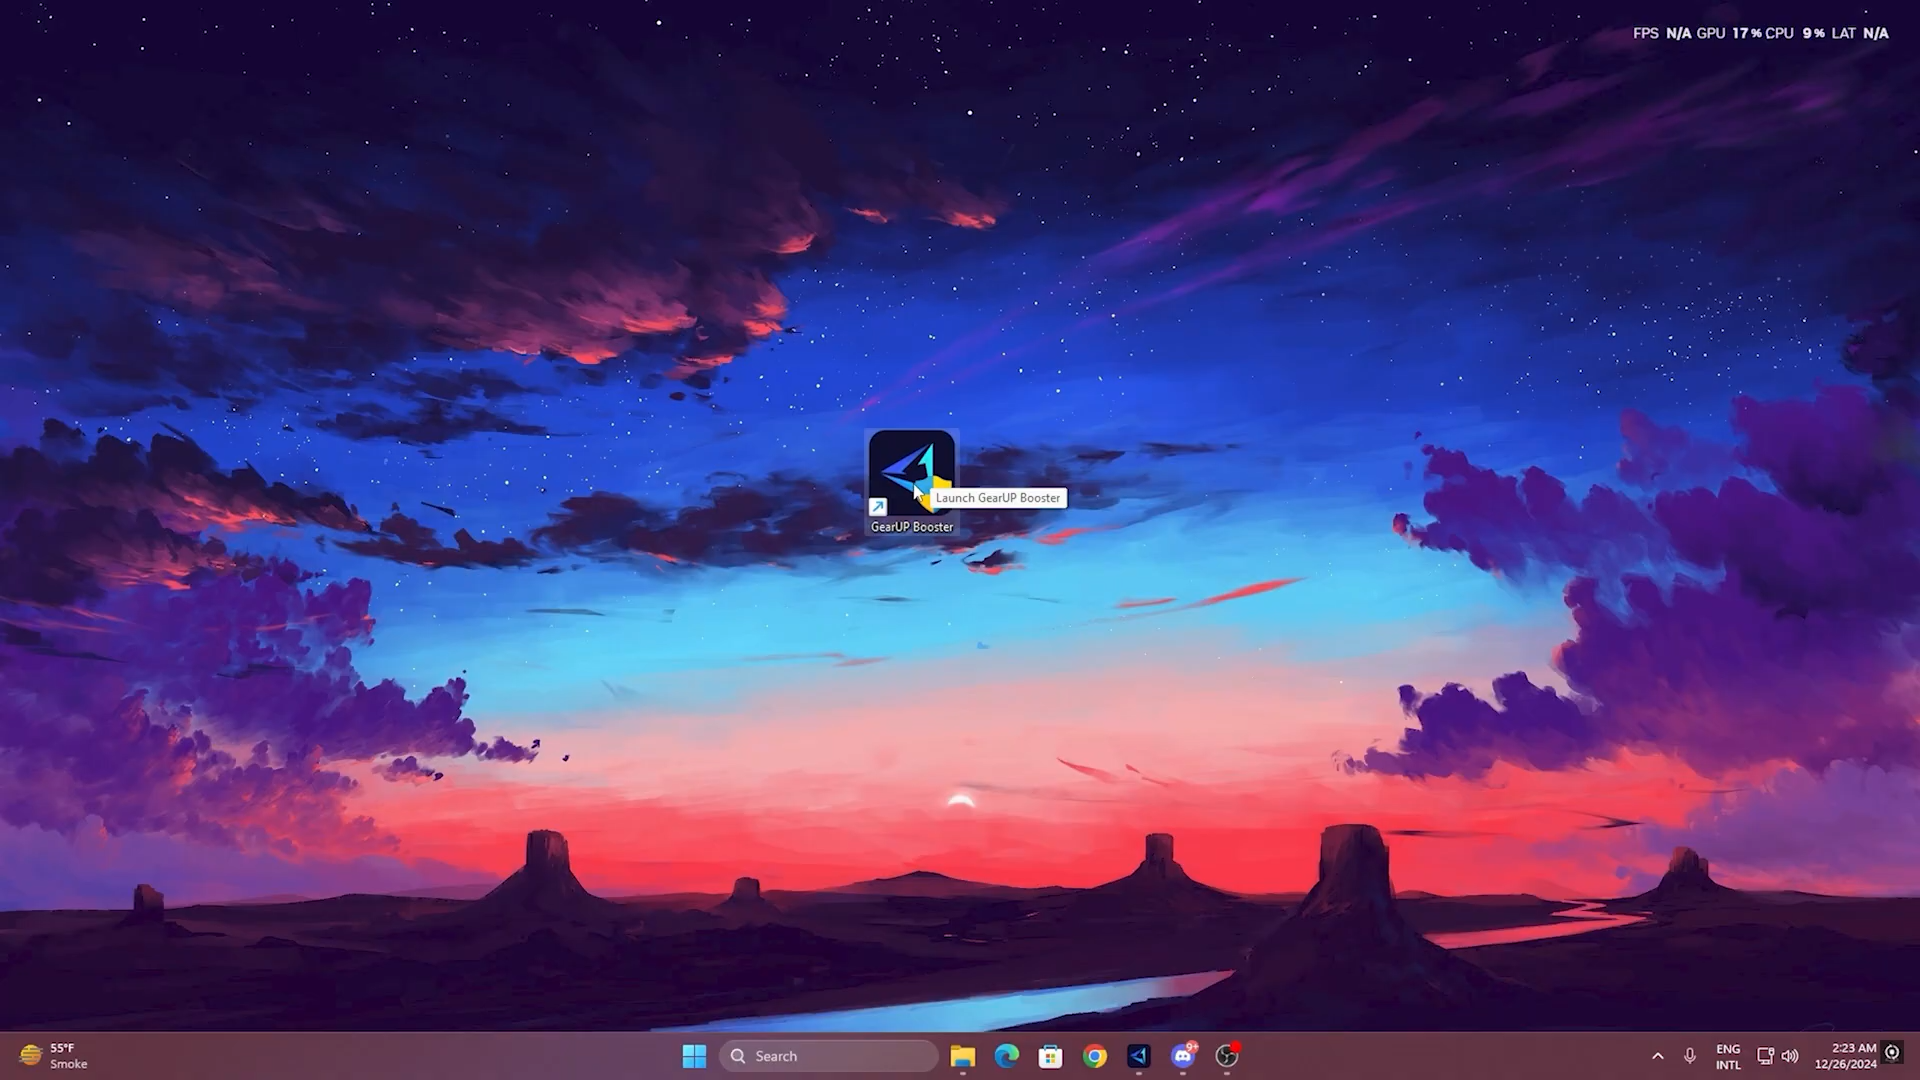 FPS N/A GPU 17% CPU 9% LAT N/A
Launch GearUP Booster
GearUP Booster
55°F
Smoke
Search
9+
ENG
INTL
2:23 AM
12/26/2024